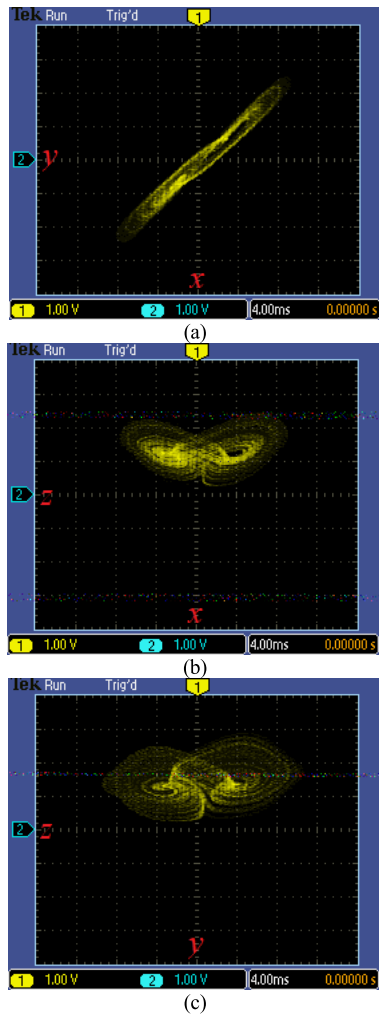 Tek Run Trig'd 1
2 y
x
1 1.00 V 2 1.00 V 4.00ms 0.00000 s
(a)
Tek Run Trig'd 1
2 z
x
1 1.00 V 2 1.00 V 4.00ms 0.00000 s
(b)
Tek Run Trig'd 1
2 z
y
1 1.00 V 2 1.00 V 4.00ms 0.00000 s
(c)